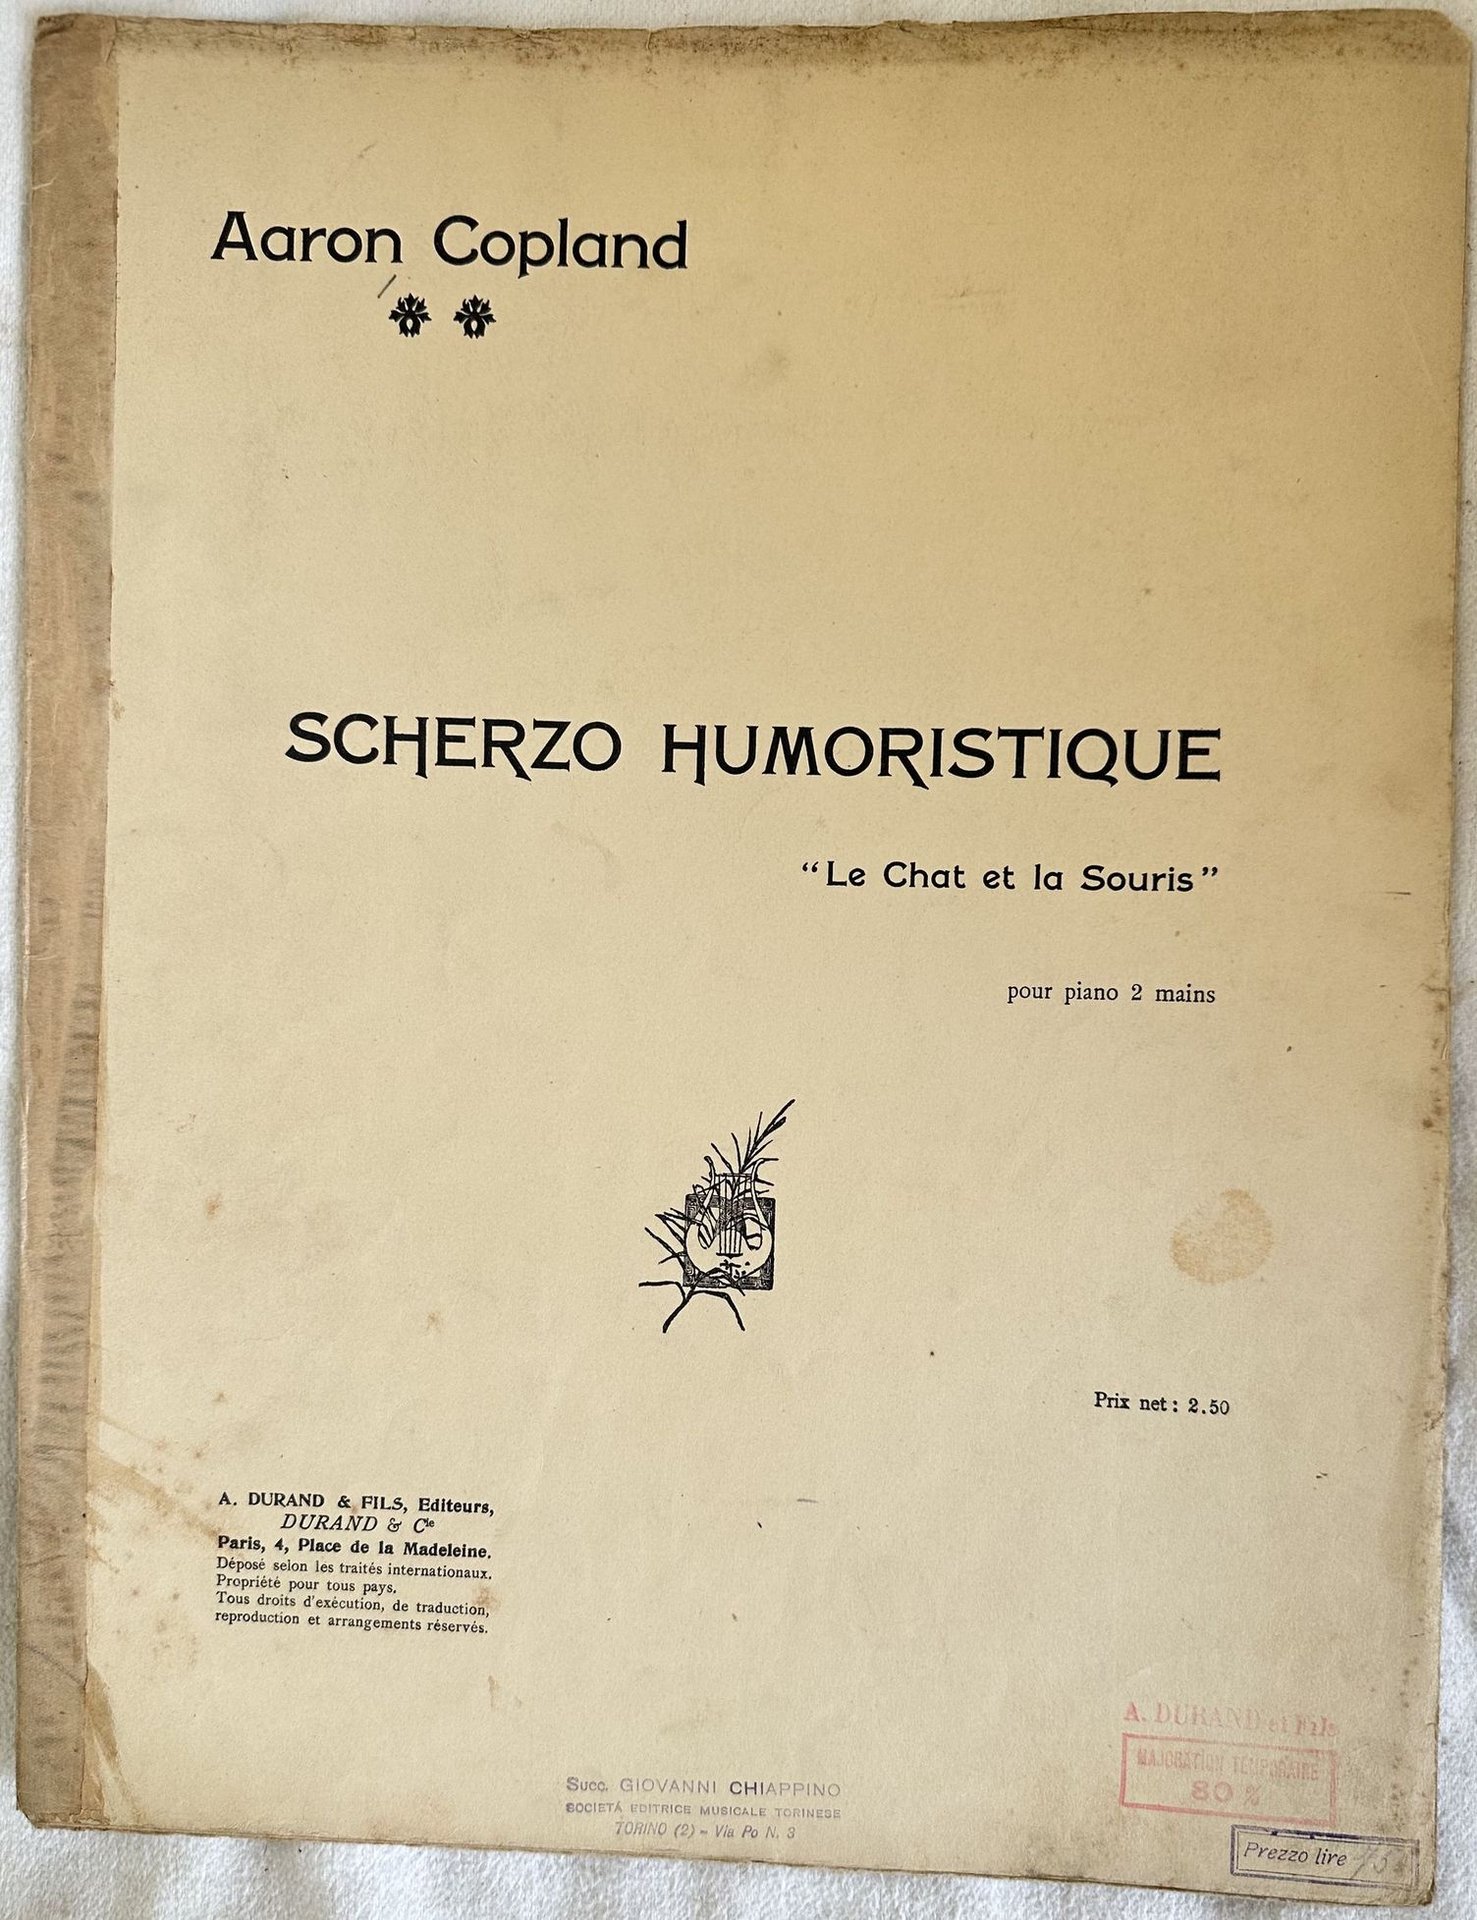 Aaron Copland
SCHERZO HUMORISTIQUE
“Le Chat et la Souris”
pour piano 2 mains
Prix net : 2.50
A. DURAND & FILS, Editeurs,
DURAND & Cie
Paris, 4, Place de la Madeleine.
Déposé selon les traités internationaux.
Propriété pour tous pays.
Tous droits d'exécution, de traduction,
reproduction et arrangements réservés.
A. DURAND et Fils
MAJORATION TEMPORAIRE
80 %
Succ. GIOVANNI CHIAPPINO
SOCIETÁ EDITRICE MUSICALE TORINESE
TORINO (2) - Via Po N. 3
Prezzo lire